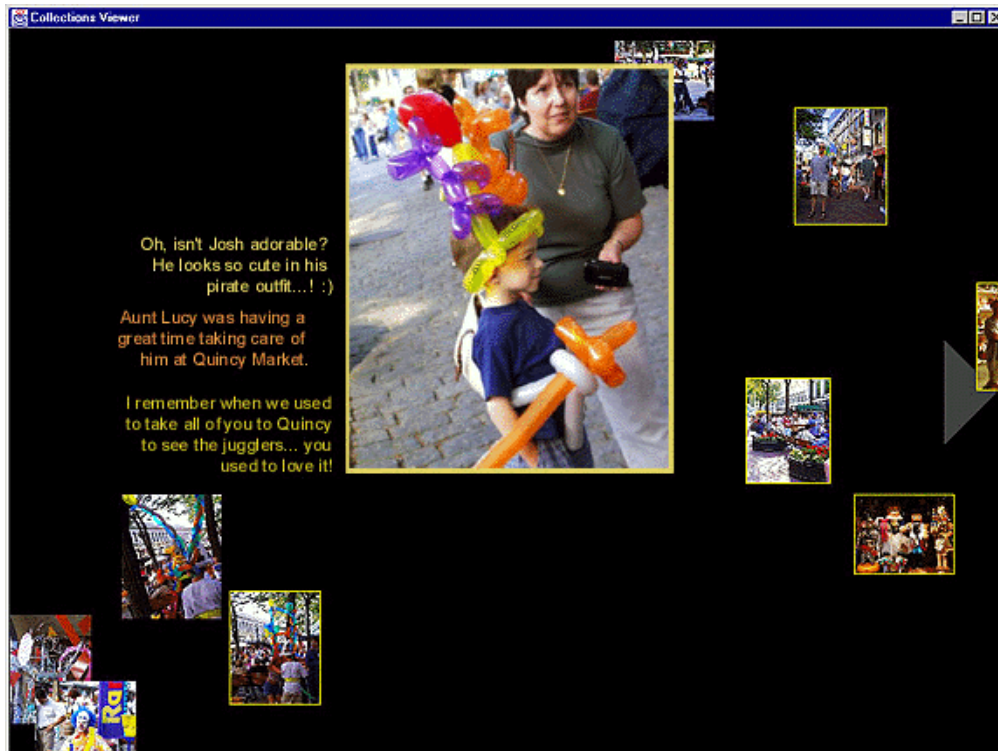 Collections Viewer
Oh, isn't Josh adorable?
He looks so cute in his
pirate outfit...! :)
Aunt Lucy was having a
great time taking care of
him at Quincy Market.
I remember when we used
to take all of you to Quincy
to see the jugglers... you
used to love it!